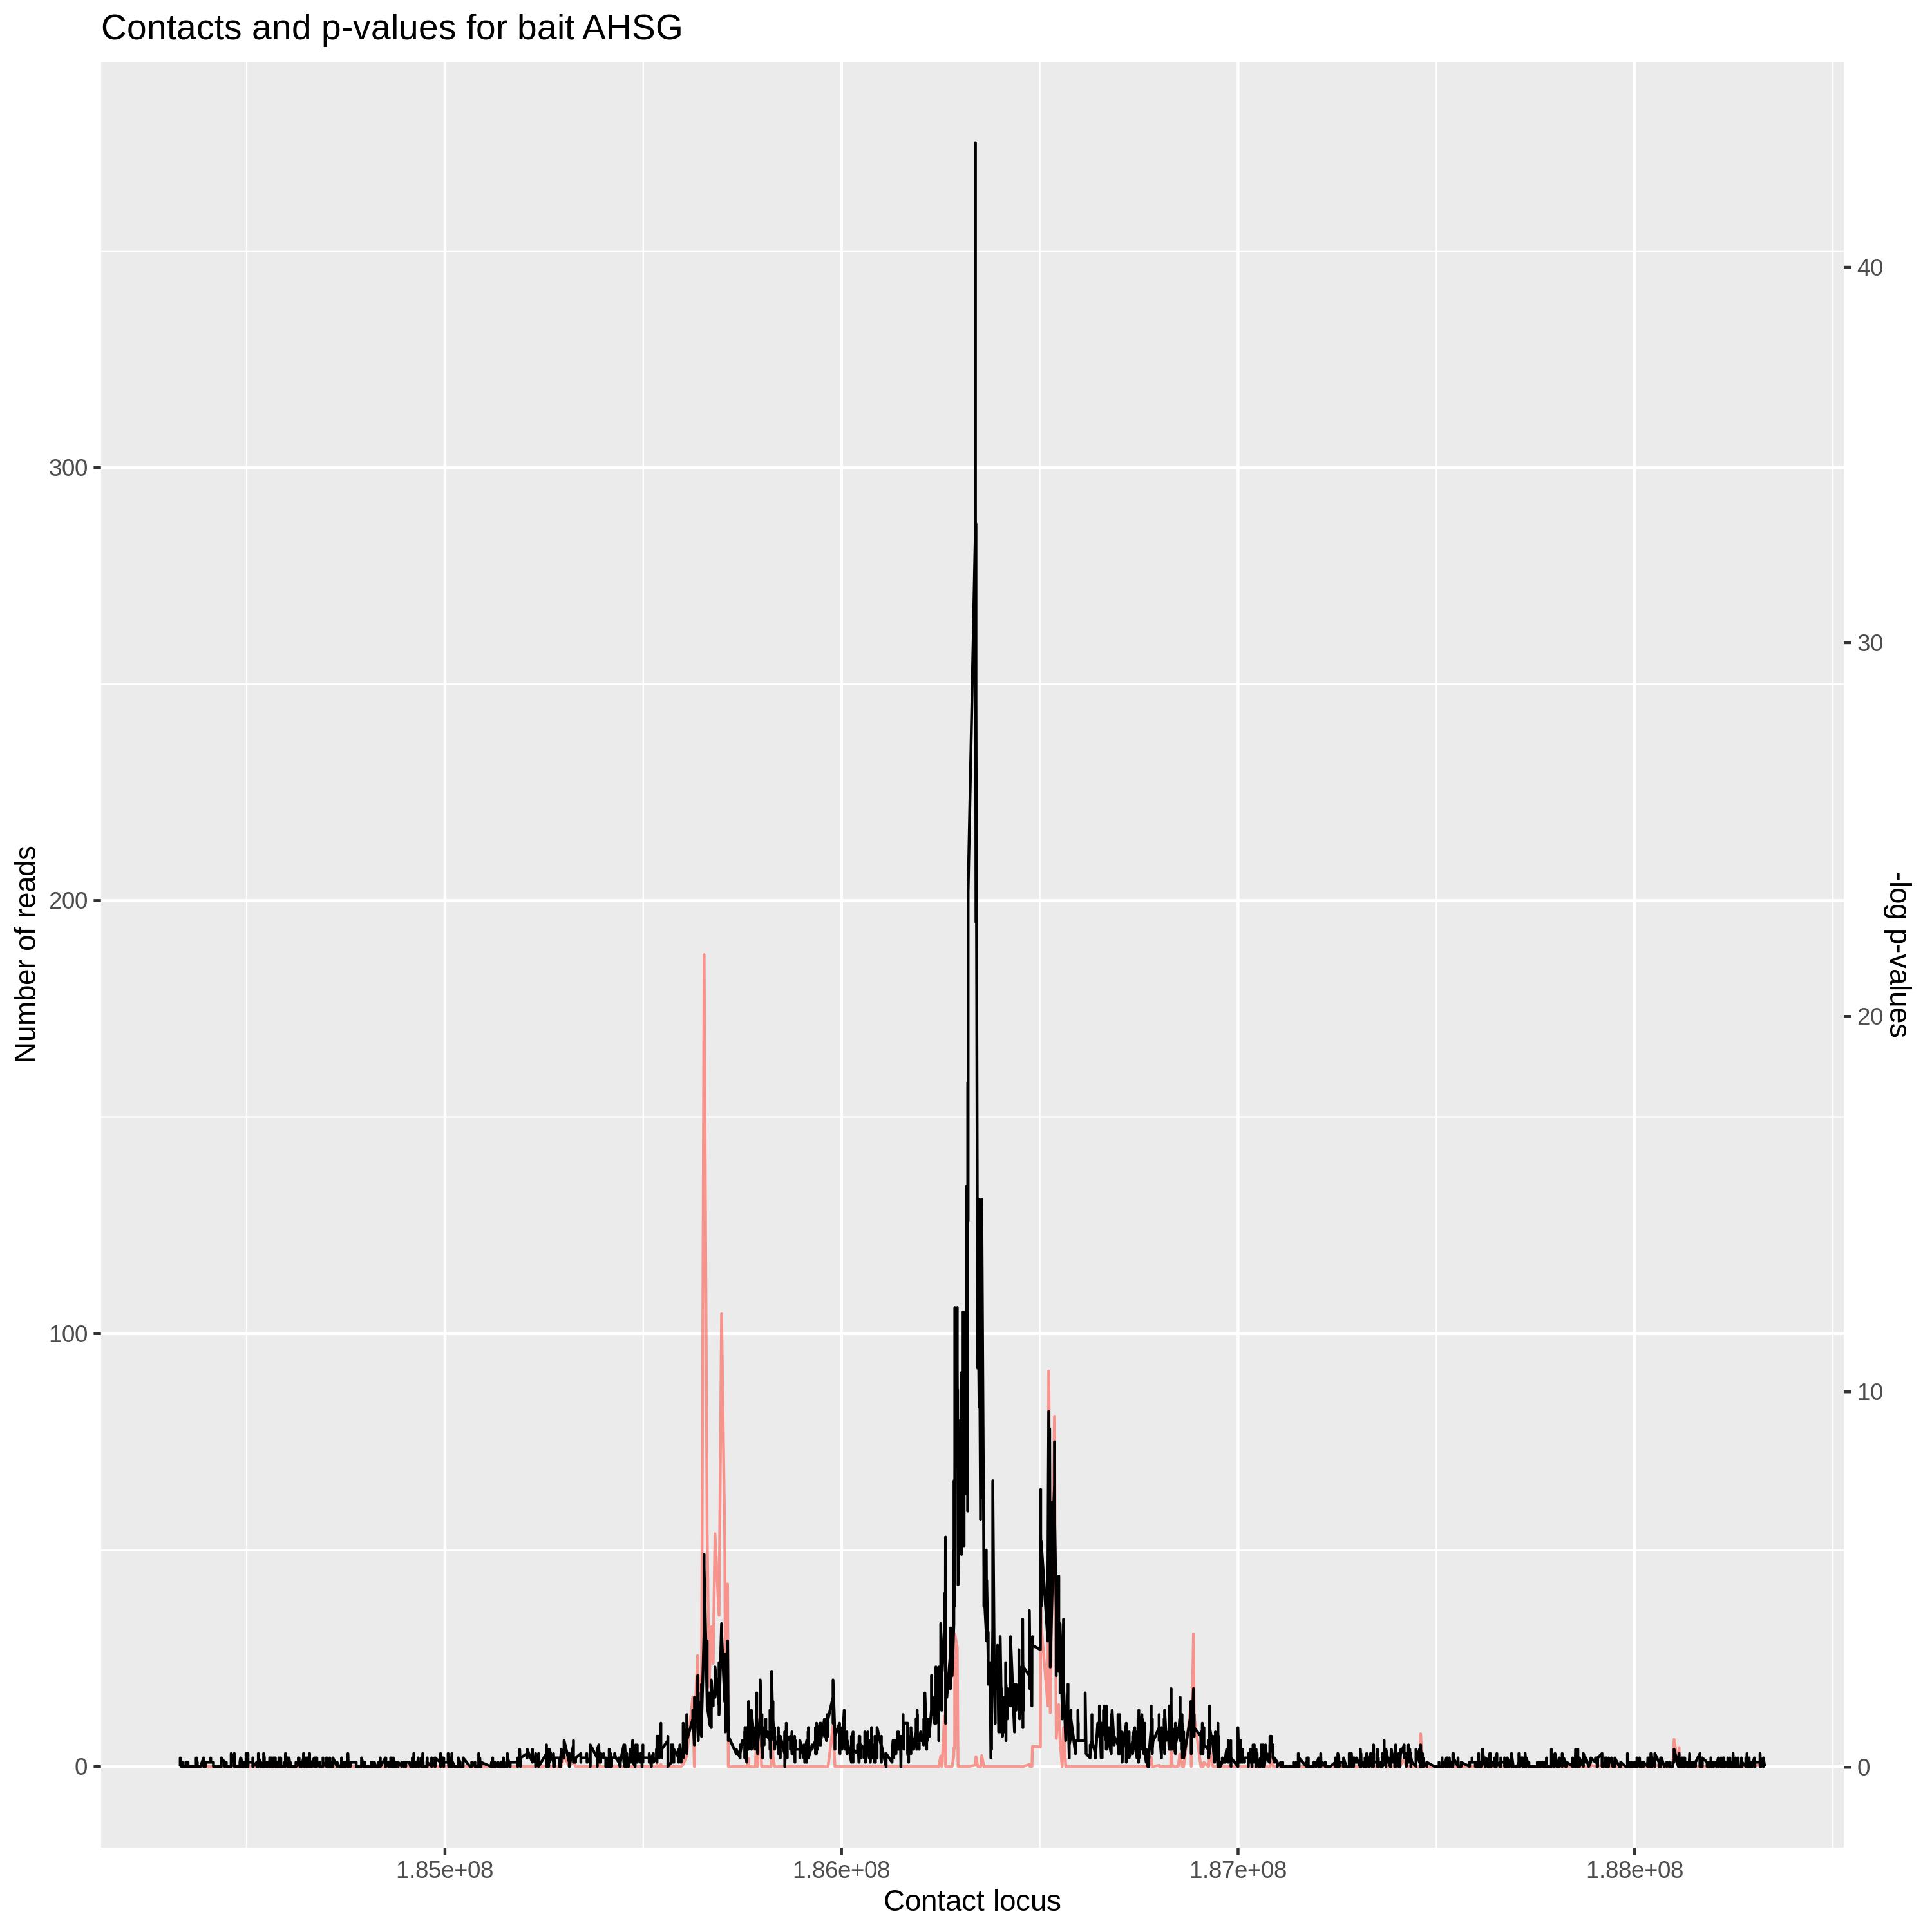 Contacts and p-values for bait AHSG
Number of reads
300
200
100
0
40
30
20
10
0
-log p-values
1.85e+08
1.86e+08
1.87e+08
1.88e+08
Contact locus